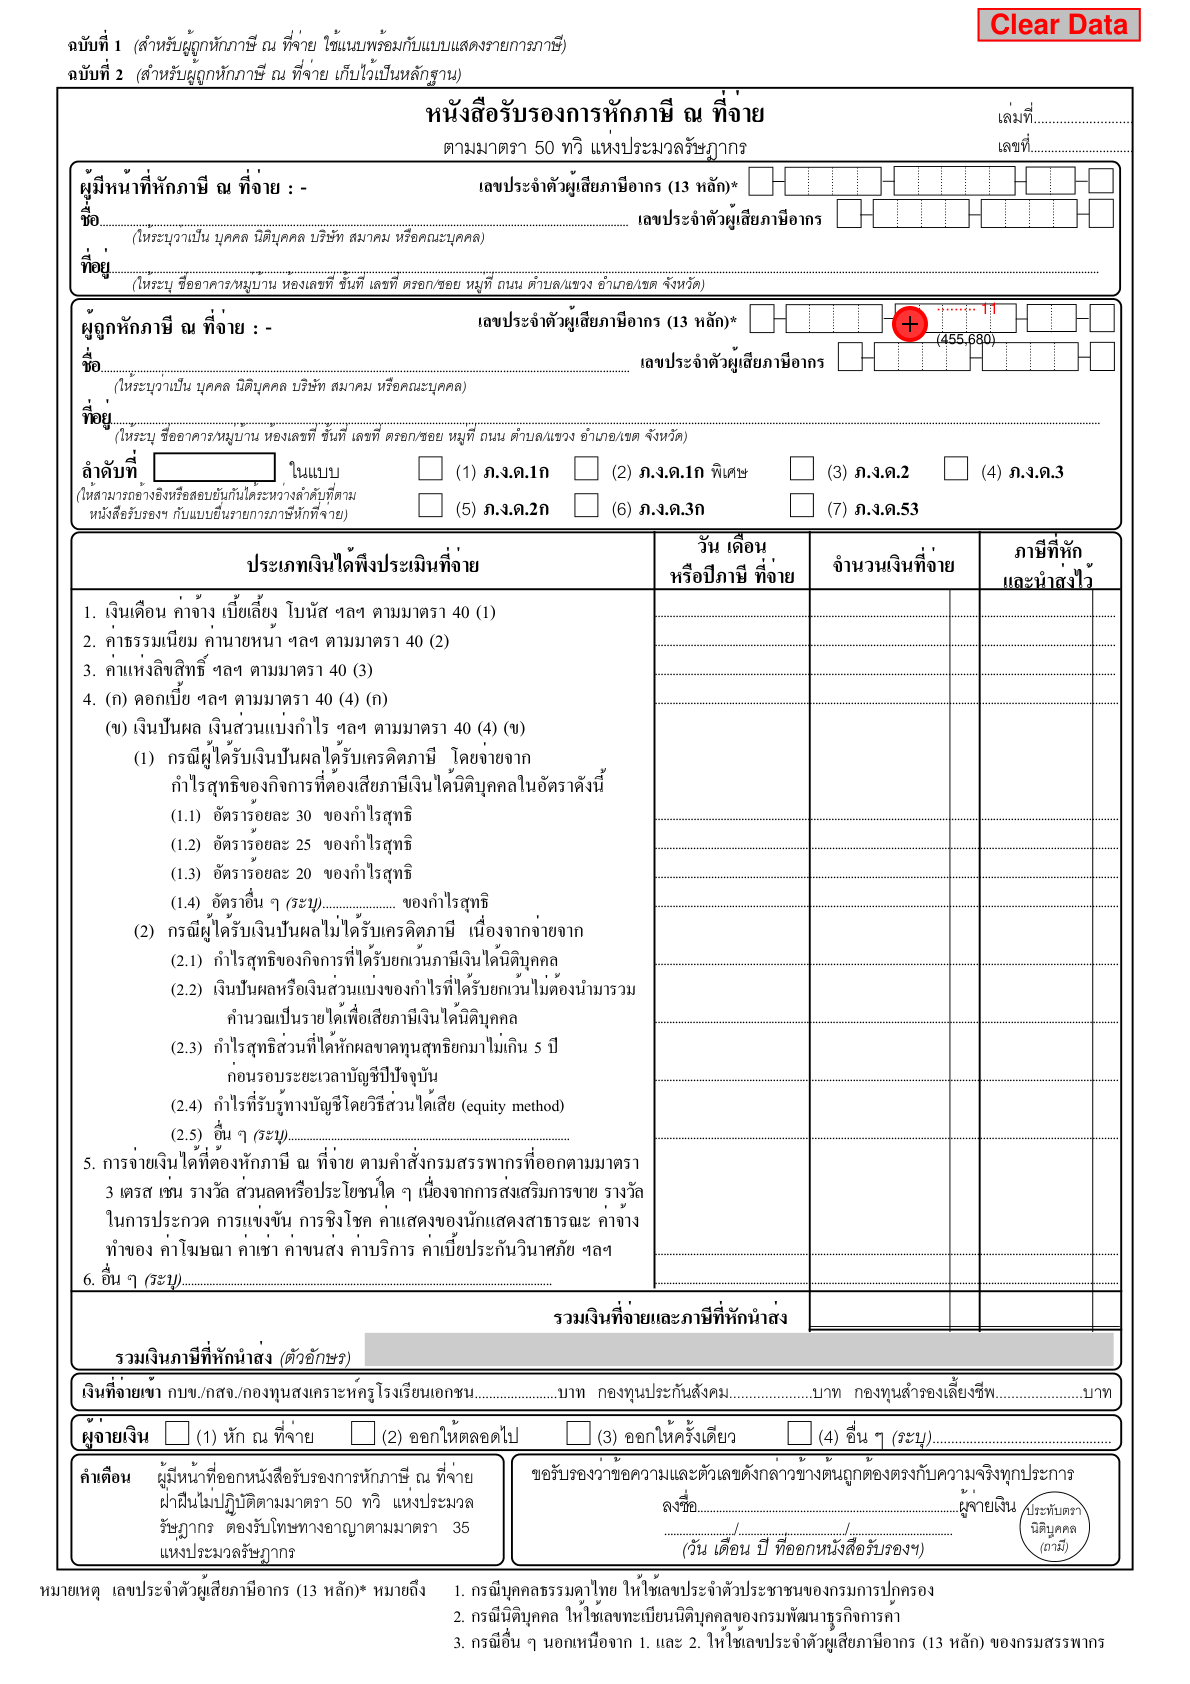 Clear Data
ฉบับที่ 1 (สำหรับผู้ถูกหักภาษี ณ ที่จ่าย ใช้แนบพร้อมกับแบบแสดงรายการภาษี)
ฉบับที่ 2 (สำหรับผู้ถูกหักภาษี ณ ที่จ่าย เก็บไว้เป็นหลักฐาน)
หนังสือรับรองการหักภาษี ณ ที่จ่าย
เล่มที่
ตามมาตรา 50 ทวิ แห่งประมวลรัษฎากร
เลขที่
ผู้มีหน้าที่หักภาษี ณ ที่จ่าย : - เลขประจำตัวผู้เสียภาษีอากร (13 หลัก)*
ชื่อ เลขประจำตัวผู้เสียภาษีอากร
(ให้ระบุว่าเป็น บุคคล นิติบุคคล บริษัท สมาคม หรือคณะบุคคล)
ที่อยู่
(ให้ระบุ ชื่ออาคาร/หมู่บ้าน ห้องเลขที่ ชั้นที่ เลขที่ ตรอก/ซอย หมู่ที่ ถนน ตำบล/แขวง อำเภอ/เขต จังหวัด)
ผู้ถูกหักภาษี ณ ที่จ่าย : - เลขประจำตัวผู้เสียภาษีอากร (13 หลัก)* 11
(455,680)
ชื่อ เลขประจำตัวผู้เสียภาษีอากร
(ให้ระบุว่าเป็น บุคคล นิติบุคคล บริษัท สมาคม หรือคณะบุคคล)
ที่อยู่
(ให้ระบุ ชื่ออาคาร/หมู่บ้าน ห้องเลขที่ ชั้นที่ เลขที่ ตรอก/ซอย หมู่ที่ ถนน ตำบล/แขวง อำเภอ/เขต จังหวัด)
ลำดับที่ ในแบบ (1) ภ.ง.ด.1ก (2) ภ.ง.ด.1ก พิเศษ (3) ภ.ง.ด.2 (4) ภ.ง.ด.3
(ให้สามารถอ้างอิงหรือสอบยันกันได้ระหว่างลำดับที่ตาม
หนังสือรับรองฯ กับแบบยื่นรายการภาษีหักที่จ่าย) (5) ภ.ง.ด.2ก (6) ภ.ง.ด.3ก (7) ภ.ง.ด.53
ประเภทเงินได้พึงประเมินที่จ่าย
วัน เดือน
หรือปีภาษี ที่จ่าย
จำนวนเงินที่จ่าย
ภาษีที่หัก
และนำส่งไว้
1. เงินเดือน ค่าจ้าง เบี้ยเลี้ยง โบนัส ฯลฯ ตามมาตรา 40 (1)
2. ค่าธรรมเนียม ค่านายหน้า ฯลฯ ตามมาตรา 40 (2)
3. ค่าแห่งลิขสิทธิ์ ฯลฯ ตามมาตรา 40 (3)
4. (ก) ดอกเบี้ย ฯลฯ ตามมาตรา 40 (4) (ก)
(ข) เงินปันผล เงินส่วนแบ่งกำไร ฯลฯ ตามมาตรา 40 (4) (ข)
(1) กรณีผู้ได้รับเงินปันผลได้รับเครดิตภาษี โดยจ่ายจาก
กำไรสุทธิของกิจการที่ต้องเสียภาษีเงินได้นิติบุคคลในอัตราดังนี้
(1.1) อัตราร้อยละ 30 ของกำไรสุทธิ
(1.2) อัตราร้อยละ 25 ของกำไรสุทธิ
(1.3) อัตราร้อยละ 20 ของกำไรสุทธิ
(1.4) อัตราอื่น ๆ (ระบุ)...................... ของกำไรสุทธิ
(2) กรณีผู้ได้รับเงินปันผลไม่ได้รับเครดิตภาษี เนื่องจากจ่ายจาก
(2.1) กำไรสุทธิของกิจการที่ได้รับยกเว้นภาษีเงินได้นิติบุคคล
(2.2) เงินปันผลหรือเงินส่วนแบ่งของกำไรที่ได้รับยกเว้นไม่ต้องนำมารวม
คำนวณเป็นรายได้เพื่อเสียภาษีเงินได้นิติบุคคล
(2.3) กำไรสุทธิส่วนที่ได้หักผลขาดทุนสุทธิยกมาไม่เกิน 5 ปี
ก่อนรอบระยะเวลาบัญชีปีปัจจุบัน
(2.4) กำไรที่รับรู้ทางบัญชีโดยวิธีส่วนได้เสีย (equity method)
(2.5) อื่น ๆ (ระบุ)
5. การจ่ายเงินได้ที่ต้องหักภาษี ณ ที่จ่าย ตามคำสั่งกรมสรรพากรที่ออกตามมาตรา
3 เตรส เช่น รางวัล ส่วนลดหรือประโยชน์ใด ๆ เนื่องจากการส่งเสริมการขาย รางวัล
ในการประกวด การแข่งขัน การชิงโชค ค่าแสดงของนักแสดงสาธารณะ ค่าจ้าง
ทำของ ค่าโฆษณา ค่าเช่า ค่าขนส่ง ค่าบริการ ค่าเบี้ยประกันวินาศภัย ฯลฯ
6. อื่น ๆ (ระบุ)
รวมเงินที่จ่ายและภาษีที่หักนำส่ง
รวมเงินภาษีที่หักนำส่ง (ตัวอักษร)
เงินที่จ่ายเข้า กบข./กสจ./กองทุนสงเคราะห์ครูโรงเรียนเอกชน......................บาท กองทุนประกันสังคม......................บาท กองทุนสำรองเลี้ยงชีพ.......................บาท
ผู้จ่ายเงิน (1) หัก ณ ที่จ่าย (2) ออกให้ตลอดไป (3) ออกให้ครั้งเดียว (4) อื่น ๆ (ระบุ)
คำเตือน ผู้มีหน้าที่ออกหนังสือรับรองการหักภาษี ณ ที่จ่าย
ฝ่าฝืนไม่ปฏิบัติตามมาตรา 50 ทวิ แห่งประมวล
รัษฎากร ต้องรับโทษทางอาญาตามมาตรา 35
แห่งประมวลรัษฎากร
ขอรับรองว่าข้อความและตัวเลขดังกล่าวข้างต้นถูกต้องตรงกับความจริงทุกประการ
ลงชื่อ......................ผู้จ่ายเงิน
....................../....................../......................
(วัน เดือน ปี ที่ออกหนังสือรับรองฯ)
ประทับตรา
นิติบุคคล
(ถ้ามี)
หมายเหตุ เลขประจำตัวผู้เสียภาษีอากร (13 หลัก)* หมายถึง 1. กรณีบุคคลธรรมดาไทย ให้ใช้เลขประจำตัวประชาชนของกรมการปกครอง
2. กรณีนิติบุคคล ให้ใช้เลขทะเบียนนิติบุคคลของกรมพัฒนาธุรกิจการค้า
3. กรณีอื่น ๆ นอกเหนือจาก 1. และ 2. ให้ใช้เลขประจำตัวผู้เสียภาษีอากร (13 หลัก) ของกรมสรรพากร